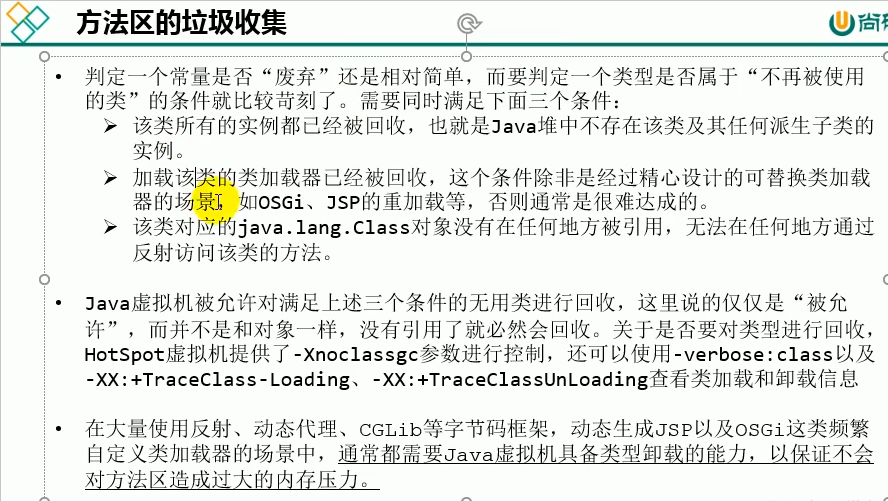 方法区的垃圾收集
尚
• 判定一个常量是否“废弃”还是相对简单，而要判定一个类型是否属于“不再被使用
的类”的条件就比较苛刻了。需要同时满足下面三个条件：
➢ 该类所有的实例都已经被回收，也就是Java堆中不存在该类及其任何派生子类的
实例。
➢ 加载该类的类加载器已经被回收，这个条件除非是经过精心设计的可替换类加载
器的场景，如OSGi、JSP的重加载等，否则通常是很难达成的。
➢ 该类对应的java.lang.Class对象没有在任何地方被引用，无法在任何地方通过
反射访问该类的方法。
• Java虚拟机被允许对满足上述三个条件的无用类进行回收，这里说的仅仅是“被允
许”，而并不是和对象一样，没有引用了就必然会回收。关于是否要对类型进行回收，
HotSpot虚拟机提供了-Xnoclassgc参数进行控制，还可以使用-verbose:class以及
-XX:+TraceClass-Loading、-XX:+TraceClassUnLoading查看类加载和卸载信息
• 在大量使用反射、动态代理、CGLib等字节码框架，动态生成JSP以及OSGi这类频繁
自定义类加载器的场景中，通常都需要Java虚拟机具备类型卸载的能力，以保证不会
对方法区造成过大的内存压力。